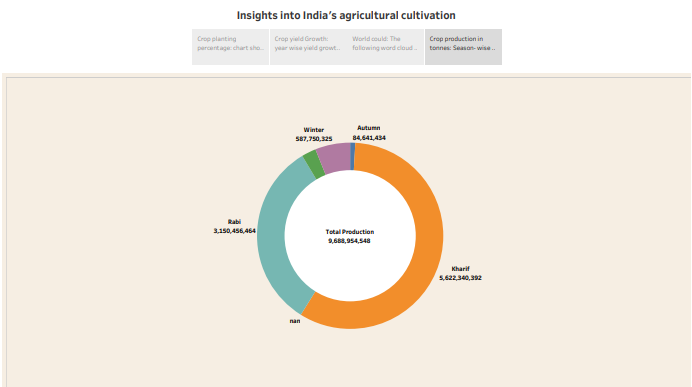 Insights into India's agricultural cultivation
Crop planting
percentage: chart sho..
Crop yield Growth:
year wise yield growt..
World could: The
following word cloud ..
Crop production in
tonnes: Season- wise ..
Autumn
84,641,434
Winter
587,750,325
Rabi
3,150,456,464
Total Production
9,688,954,548
Kharif
5,622,340,392
nan